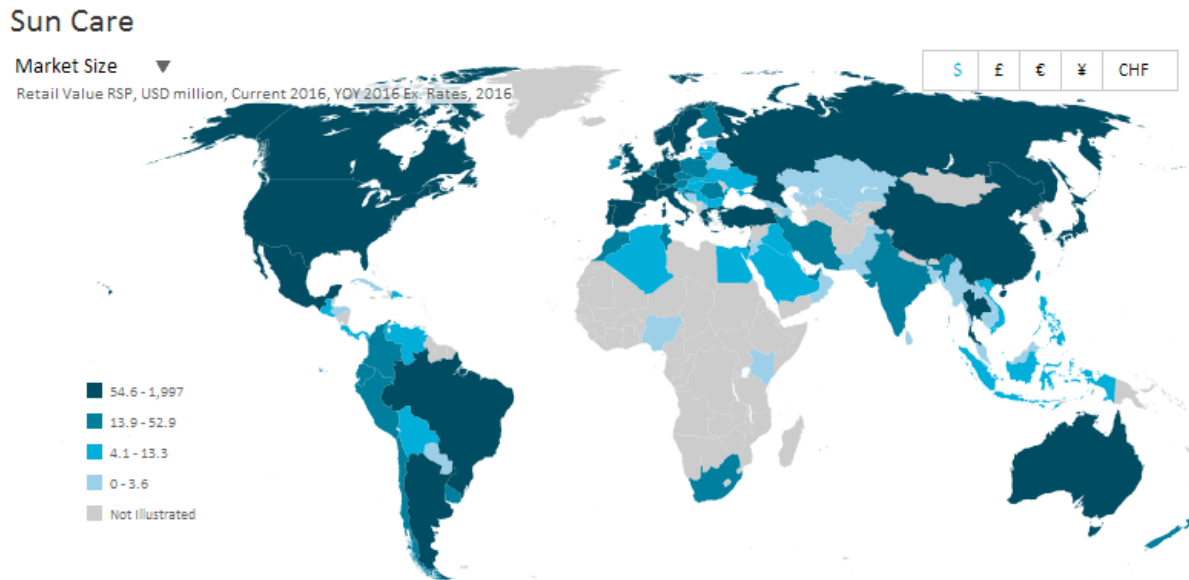 Sun Care
Market Size
$ £ € ¥ CHF
Retail Value RSP, USD million, Current 2016, YOY 2016 Ex. Rates, 2016
54.6 - 1,997
13.9 - 52.9
4.1 - 13.3
0 - 3.6
Not Illustrated